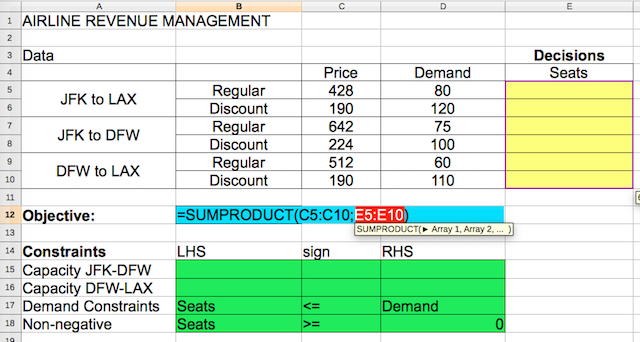 A B C D E
1 AIRLINE REVENUE MANAGEMENT
2
3 Data Decisions
4 Price Demand Seats
5 JFK to LAX Regular 428 80
6 Discount 190 120
7 JFK to DFW Regular 642 75
8 Discount 224 100
9 DFW to LAX Regular 512 60
10 Discount 190 110
11
12 Objective: =SUMPRODUCT(C5:C10;E5:E10)
SUMPRODUCT(► Array 1, Array 2, ... )
13
14 Constraints LHS sign RHS
15 Capacity JFK-DFW
16 Capacity DFW-LAX
17 Demand Constraints Seats <= Demand
18 Non-negative Seats >= 0
19